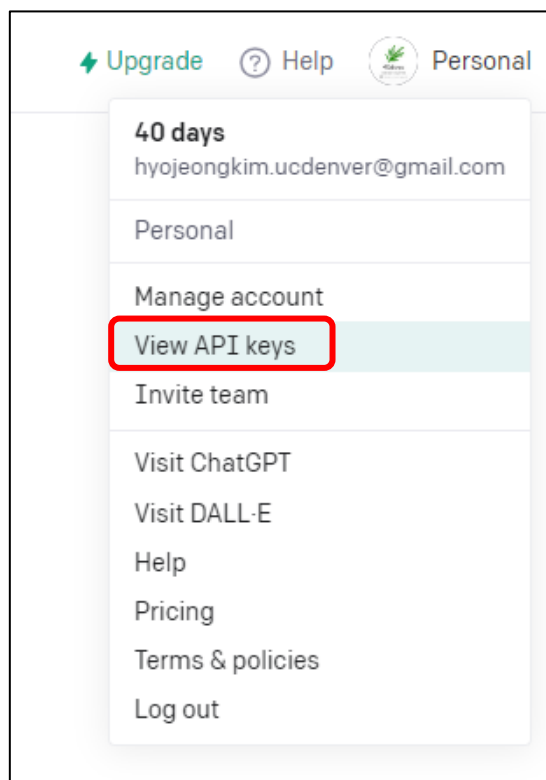 Upgrade Help Personal
40 days
hyojeongkim.ucdenver@gmail.com
Personal
Manage account
View API keys
Invite team
Visit ChatGPT
Visit DALL·E
Help
Pricing
Terms & policies
Log out